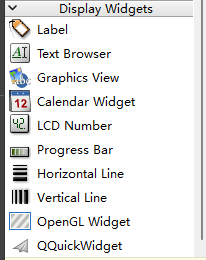 Display Widgets
Label
Text Browser
Graphics View
Calendar Widget
LCD Number
Progress Bar
Horizontal Line
Vertical Line
OpenGL Widget
QQuickWidget